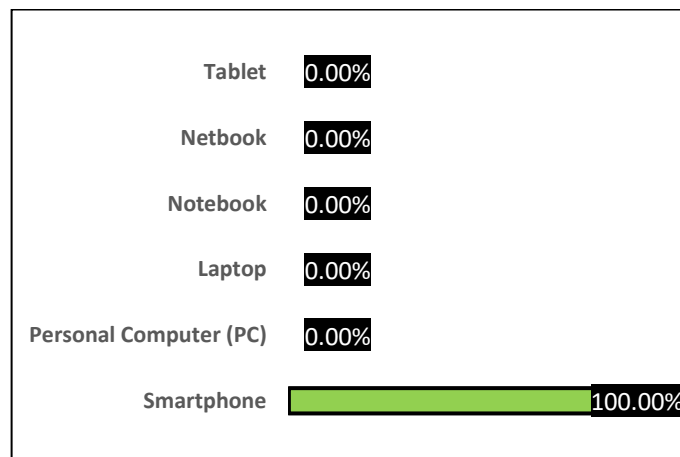 Tablet 0.00%
Netbook 0.00%
Notebook 0.00%
Laptop 0.00%
Personal Computer (PC) 0.00%
Smartphone 100.00%